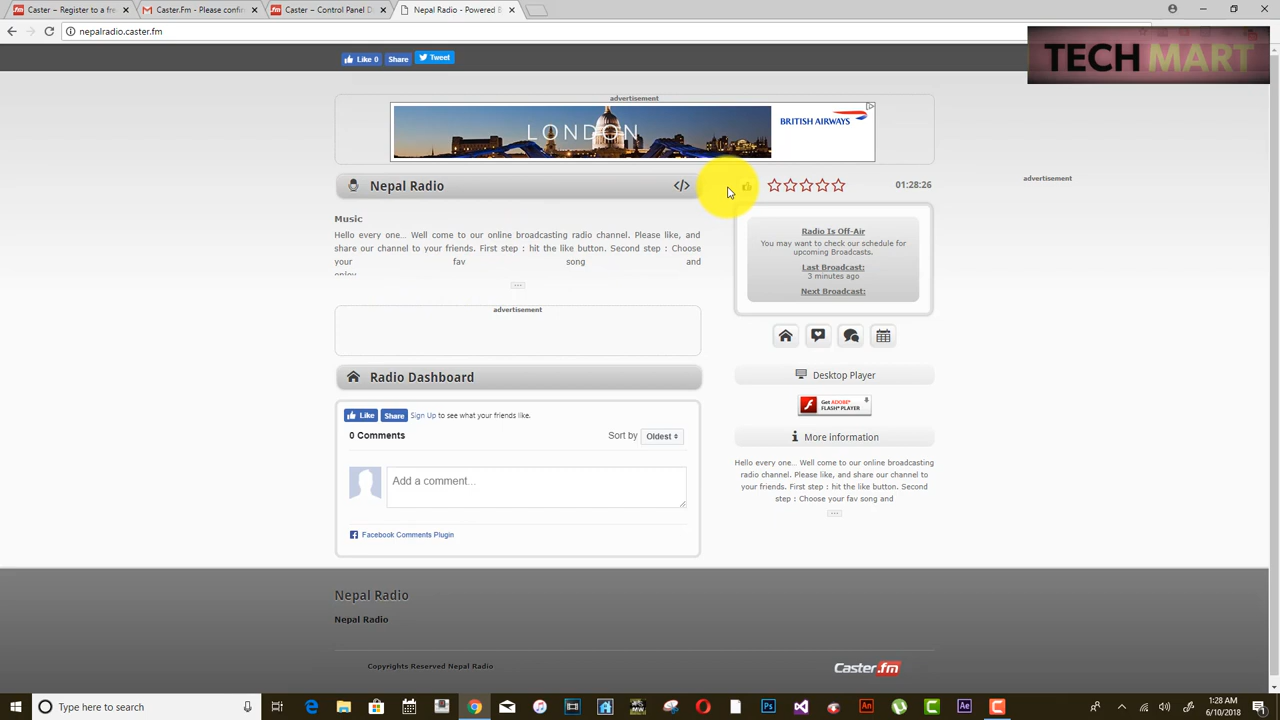 Caster – Register to a fre
Caster.Fm - Please confir
Caster – Control Panel D
Nepal Radio - Powered B
nepalradio.caster.fm
TECH MART
Like 0
Share
Tweet
advertisement
LONDON
BRITISH AIRWAYS
Nepal Radio
</>
01:28:26
advertisement
Music
Hello every one... Well come to our online broadcasting radio channel. Please like, and
share our channel to your friends. First step : hit the like button. Second step : Choose
your fav song and
enjoy
Radio Is Off-Air
You may want to check our schedule for
upcoming Broadcasts.
Last Broadcast:
3 minutes ago
Next Broadcast:
advertisement
Radio Dashboard
Desktop Player
Get ADOBE®
FLASH® PLAYER
Like
Share
Sign Up to see what your friends like.
0 Comments
Sort by
Oldest
Add a comment...
Facebook Comments Plugin
More information
Hello every one... Well come to our online broadcasting
radio channel. Please like, and share our channel to
your friends. First step : hit the like button. Second
step : Choose your fav song and
Nepal Radio
Nepal Radio
Copyrights Reserved Nepal Radio
Caster.fm
Type here to search
1:28 AM
6/10/2018